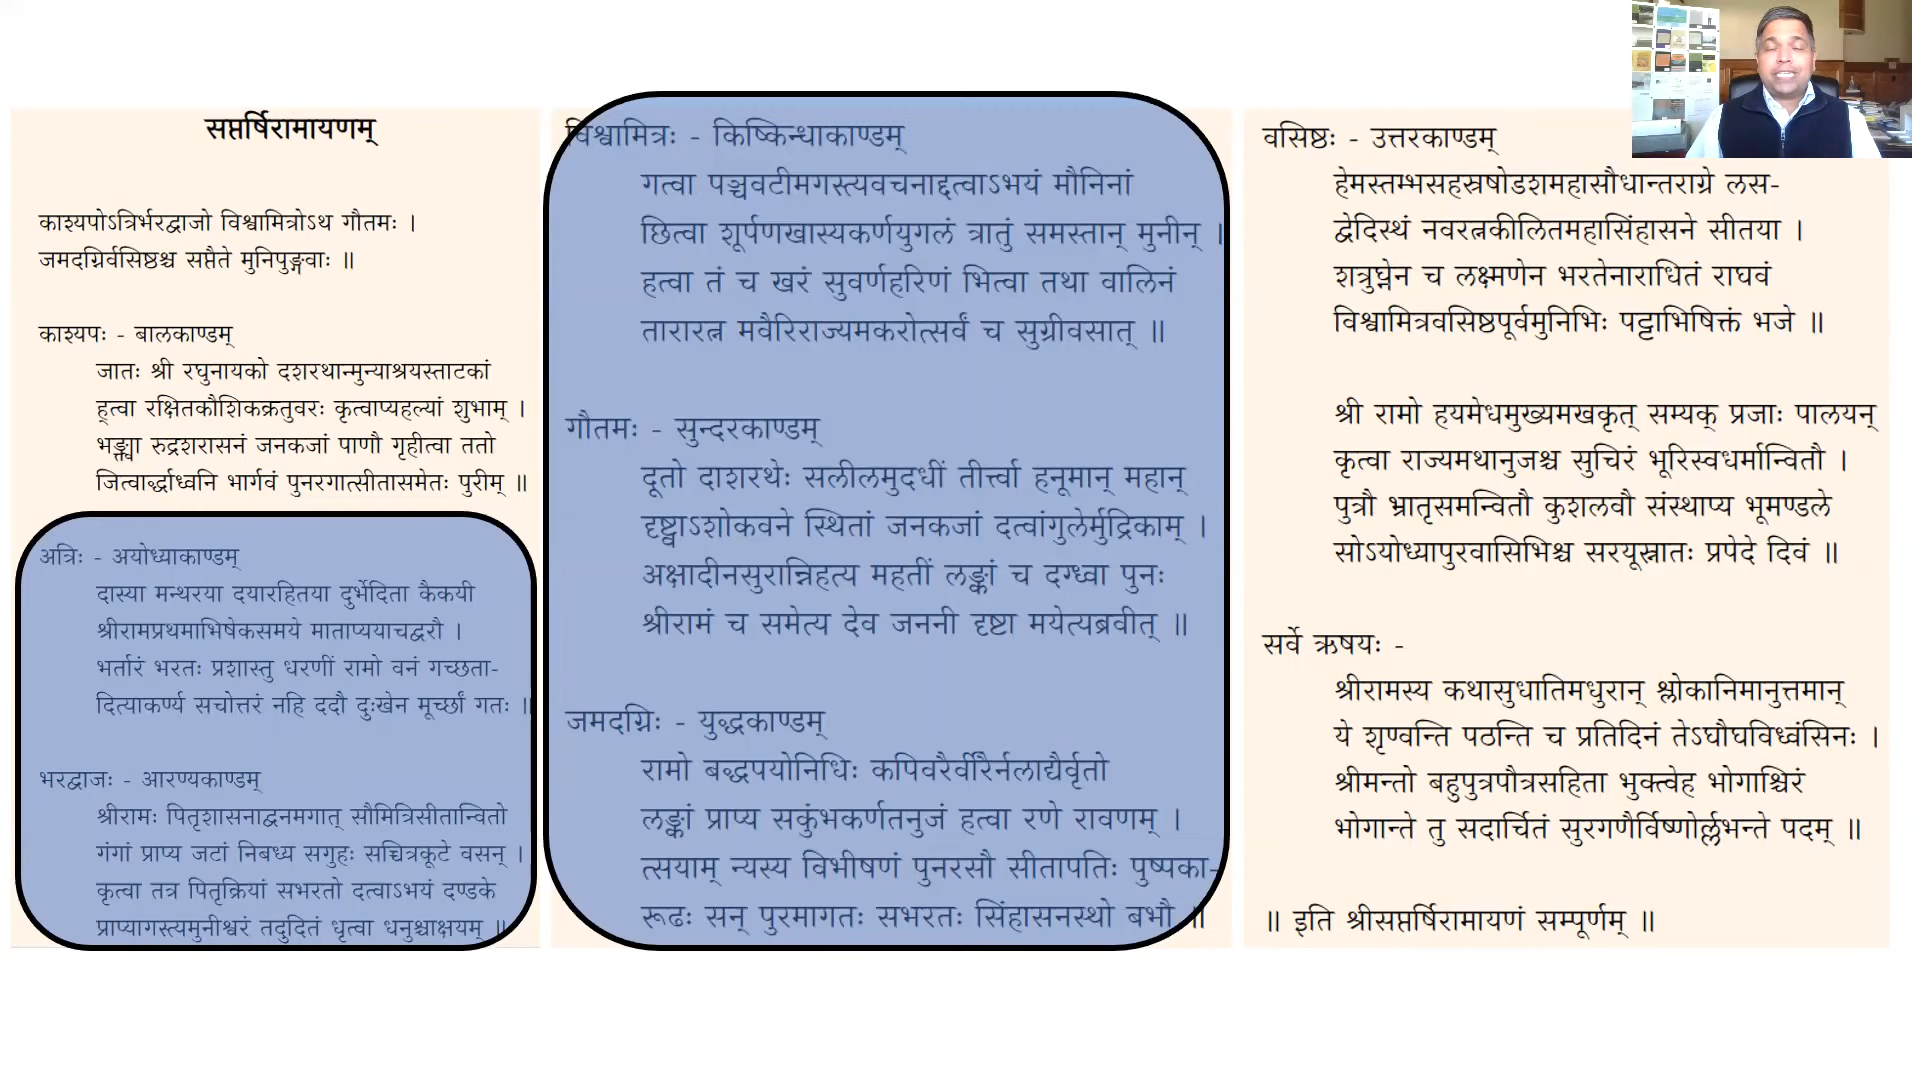 सप्तर्षिरामायणम्
काश्यपोऽत्रिर्भरद्वाजो विश्वामित्रोऽथ गौतमः ।
जमदग्निर्वसिष्ठश्च सप्तैते मुनिपुङ्गवाः ॥
काश्यपः - बालकाण्डम्
जातः श्री रघुनायको दशरथान्मुन्याश्रयस्ताटकां
हत्वा रक्षितकौशिकक्रतुवरः कृत्वाप्यहल्यां शुभाम् ।
भङ्क्त्वा रुद्रशरासनं जनकजां पाणौ गृहीत्वा ततो
जित्वार्द्धाध्वनि भार्गवं पुनरगात्सीतासमेतः पुरीम् ॥
अत्रिः - अयोध्याकाण्डम्
दास्या मन्थरया दयारहितया दुर्भेदिता कैकयी
श्रीरामप्रथमाभिषेकसमये माताप्ययाचद्वरौ ।
भर्तारं भरतः प्रशास्तु धरणीं रामो वनं गच्छता-
दित्याकर्ण्य सचोत्तरं नहि ददौ दुःखेन मूर्च्छां गतः ॥
भरद्वाजः - आरण्यकाण्डम्
श्रीरामः पितृशासनाद्वनमगात् सौमित्रिसीतान्वितो
गंगां प्राप्य जटां निबध्य सगुहः सच्चित्रकूटे वसन् ।
कृत्वा तत्र पितृक्रियां सभरतो दत्वाऽभयं दण्डके
प्राप्यागस्त्यमुनीश्वरं तदुदितं धृत्वा धनुश्चाक्षयम् ॥
विश्वामित्रः - किष्किन्धाकाण्डम्
गत्वा पञ्चवटीमगस्त्यवचनाद्दत्वाऽभयं मौनिनां
छित्वा शूर्पणखास्यकर्णयुगलं त्रातुं समस्तान् मुनीन् ।
हत्वा तं च खरं सुवर्णहरिणं भित्वा तथा वालिनं
तारारत्न मवैरिराज्यमकरोत्सर्वं च सुग्रीवसात् ॥
गौतमः - सुन्दरकाण्डम्
दूतो दाशरथेः सलीलमुदधीं तीर्त्त्वा हनूमान् महान्
दृष्ट्वाऽशोकवने स्थितां जनकजां दत्वांगुलेर्मुद्रिकाम् ।
अक्षादीनसुरान्निहत्य महतीं लङ्कां च दग्ध्वा पुनः
श्रीरामं च समेत्य देव जननी दृष्टा मयेत्यब्रवीत् ॥
जमदग्निः - युद्धकाण्डम्
रामो बद्धपयोनिधिः कपिवरैर्वीरैर्नलाद्यैर्वृतो
लङ्कां प्राप्य सकुंभकर्णतनुजं हत्वा रणे रावणम् ।
त्सयाम् न्यस्य विभीषणं पुनरसौ सीतापतिः पुष्पका-
रूढः सन् पुरमागतः सभरतः सिंहासनस्थो बभौ ॥
वसिष्ठः - उत्तरकाण्डम्
हेमस्तम्भसहस्रषोडशमहासौधान्तराग्रे लस-
द्वेदिस्थं नवरत्नकीलितमहासिंहासने सीतया ।
शत्रुघ्नेन च लक्ष्मणेन भरतेनाराधितं राघवं
विश्वामित्रवसिष्ठपूर्वमुनिभिः पट्टाभिषिक्तं भजे ॥
श्री रामो हयमेधमुख्यमखकृत् सम्यक् प्रजाः पालयन्
कृत्वा राज्यमथानुजश्च सुचिरं भूरिस्वधर्मान्वितौ ।
पुत्रौ भ्रातृसमन्वितौ कुशलवौ संस्थाप्य भूमण्डले
सोऽयोध्यापुरवासिभिश्च सरयूस्नातः प्रपेदे दिवं ॥
सर्वे ऋषयः -
श्रीरामस्य कथासुधातिमधुरान् श्लोकानिमानुत्तमान्
ये शृण्वन्ति पठन्ति च प्रतिदिनं तेऽघौघविध्वंसिनः ।
श्रीमन्तो बहुपुत्रपौत्रसहिता भुक्त्वेह भोगाश्चिरं
भोगान्ते तु सदार्चितं सुरगणैर्विष्णोर्ल्लभन्ते पदम् ॥
॥ इति श्रीसप्तर्षिरामायणं सम्पूर्णम् ॥